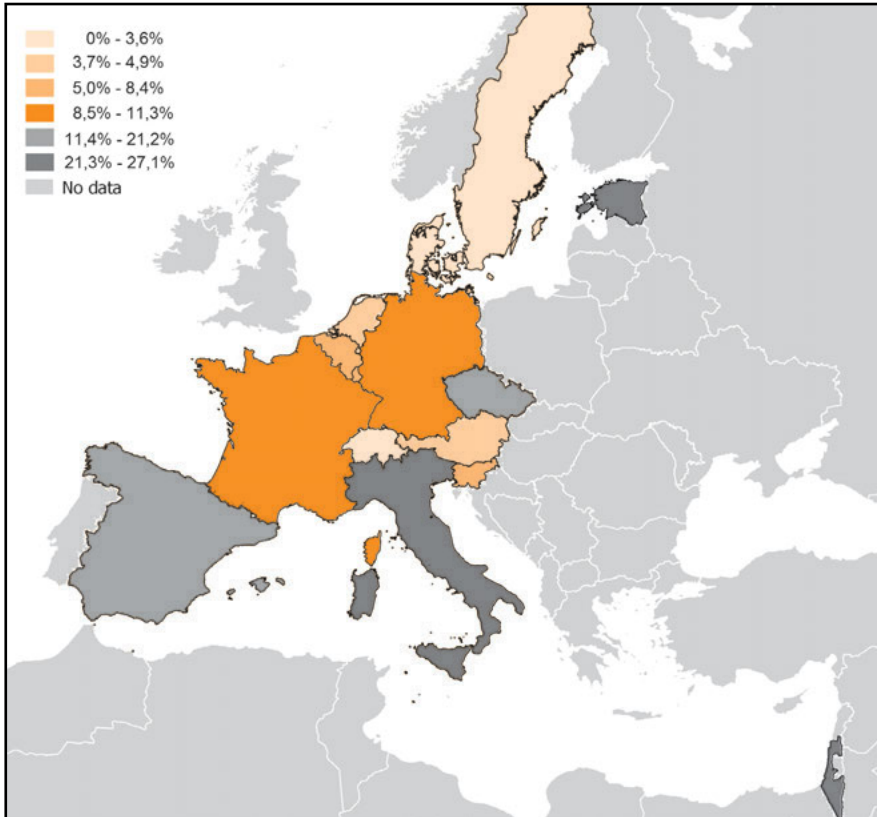 0% - 3,6%
3,7% - 4,9%
5,0% - 8,4%
8,5% - 11,3%
11,4% - 21,2%
21,3% - 27,1%
No data